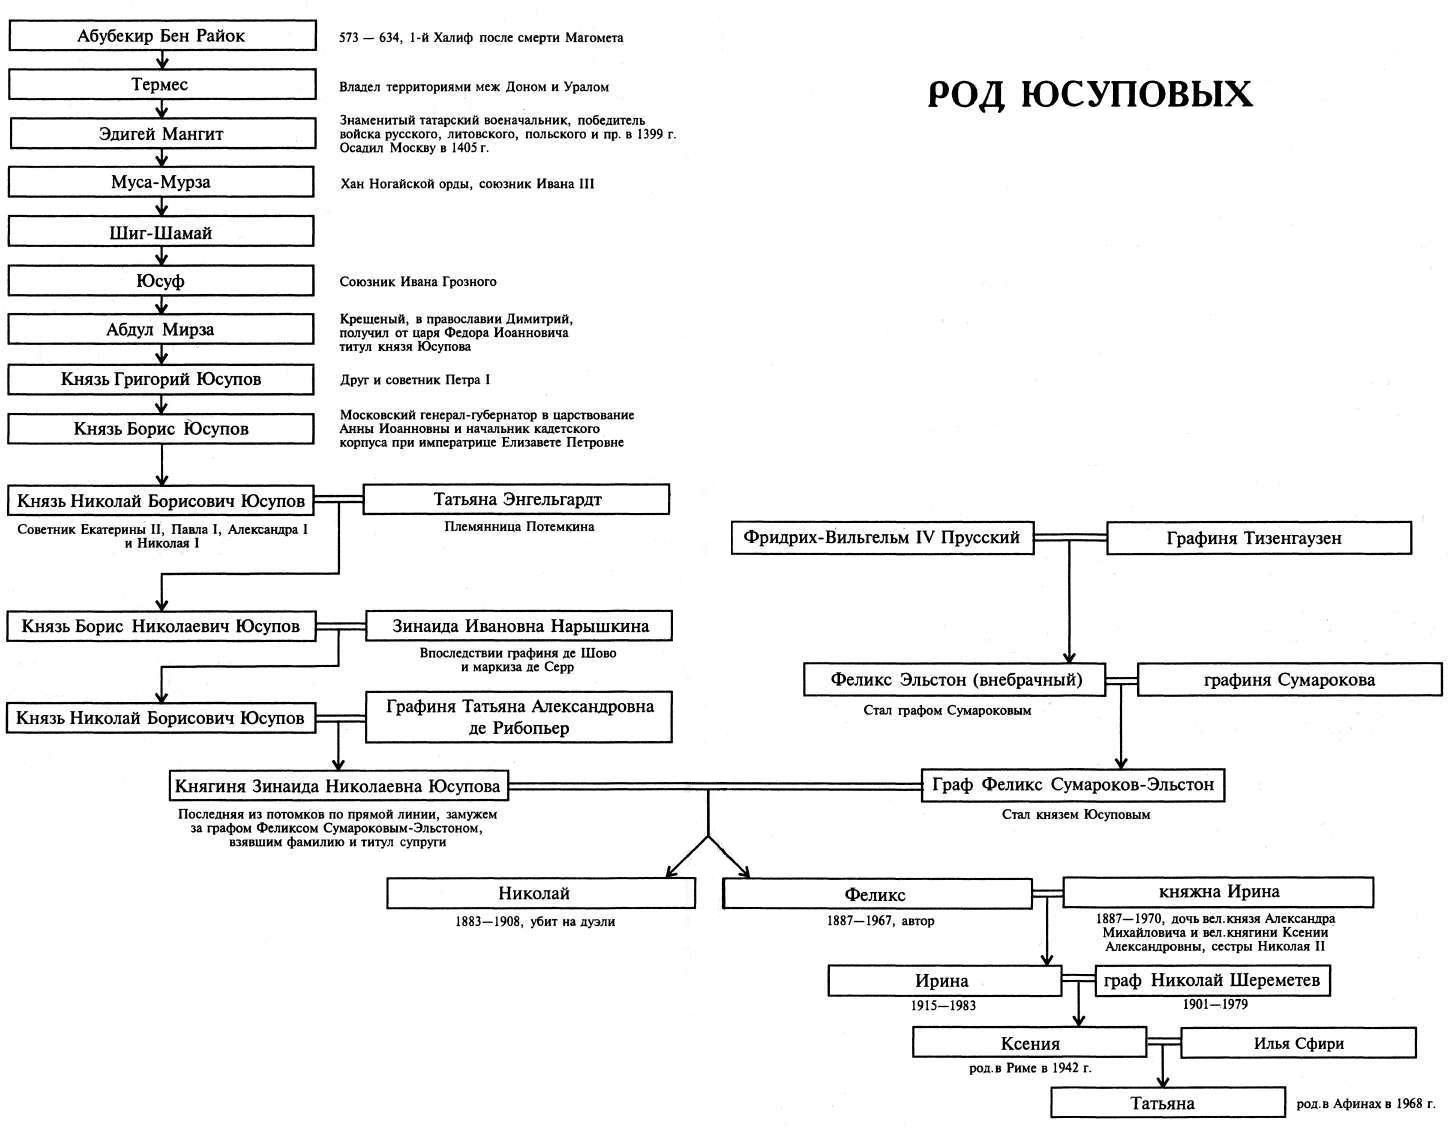 РОД ЮСУПОВЫХ
Абубекир Бен Райок
573 — 634, 1-й Халиф после смерти Магомета
Термес
Владел территориями меж Доном и Уралом
Эдигей Мангит
Знаменитый татарский военачальник, победитель
войска русского, литовского, польского и пр. в 1399 г.
Осадил Москву в 1405 г.
Муса-Мурза
Хан Ногайской орды, союзник Ивана III
Шиг-Шамай
Юсуф
Союзник Ивана Грозного
Абдул Мирза
Крещеный, в православии Димитрий,
получил от царя Федора Иоанновича
титул князя Юсупова
Князь Григорий Юсупов
Друг и советник Петра I
Князь Борис Юсупов
Московский генерал-губернатор в царствование
Анны Иоанновны и начальник кадетского
корпуса при императрице Елизавете Петровне
Князь Николай Борисович Юсупов
Советник Екатерины II, Павла I, Александра I
и Николая I
Татьяна Энгельгардт
Племянница Потемкина
Фридрих-Вильгельм IV Прусский
Графиня Тизенгаузен
Князь Борис Николаевич Юсупов
Зинаида Ивановна Нарышкина
Впоследствии графиня де Шово
и маркиза де Серр
Феликс Эльстон (внебрачный)
Стал графом Сумароковым
графиня Сумарокова
Князь Николай Борисович Юсупов
Графиня Татьяна Александровна
де Рибопьер
Княгиня Зинаида Николаевна Юсупова
Последняя из потомков по прямой линии, замужем
за графом Феликсом Сумароковым-Эльстоном,
взявшим фамилию и титул супруги
Граф Феликс Сумароков-Эльстон
Стал князем Юсуповым
Николай
1883—1908, убит на дуэли
Феликс
1887—1967, автор
княжна Ирина
1887—1970, дочь вел.князя Александра
Михайловича и вел.княгини Ксении
Александровны, сестры Николая II
Ирина
1915—1983
граф Николай Шереметев
1901—1979
Ксения
род.в Риме в 1942 г.
Илья Сфири
Татьяна
род.в Афинах в 1968 г.